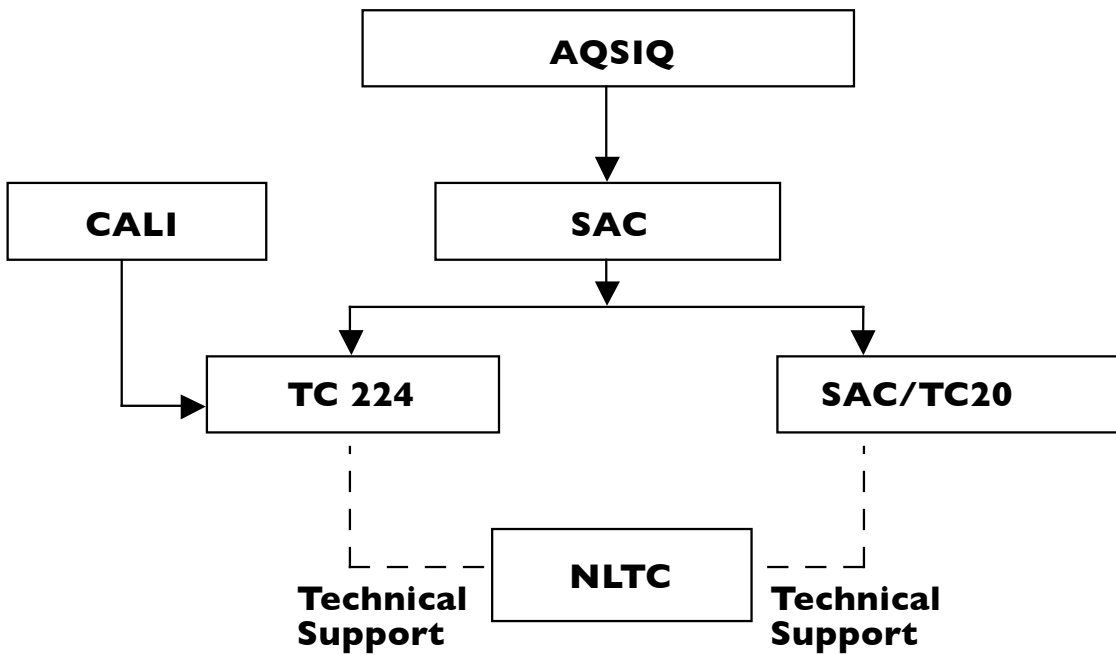 AQSIQ
CALI
SAC
TC 224
SAC/TC20
NLTC
Technical
Support
Technical
Support